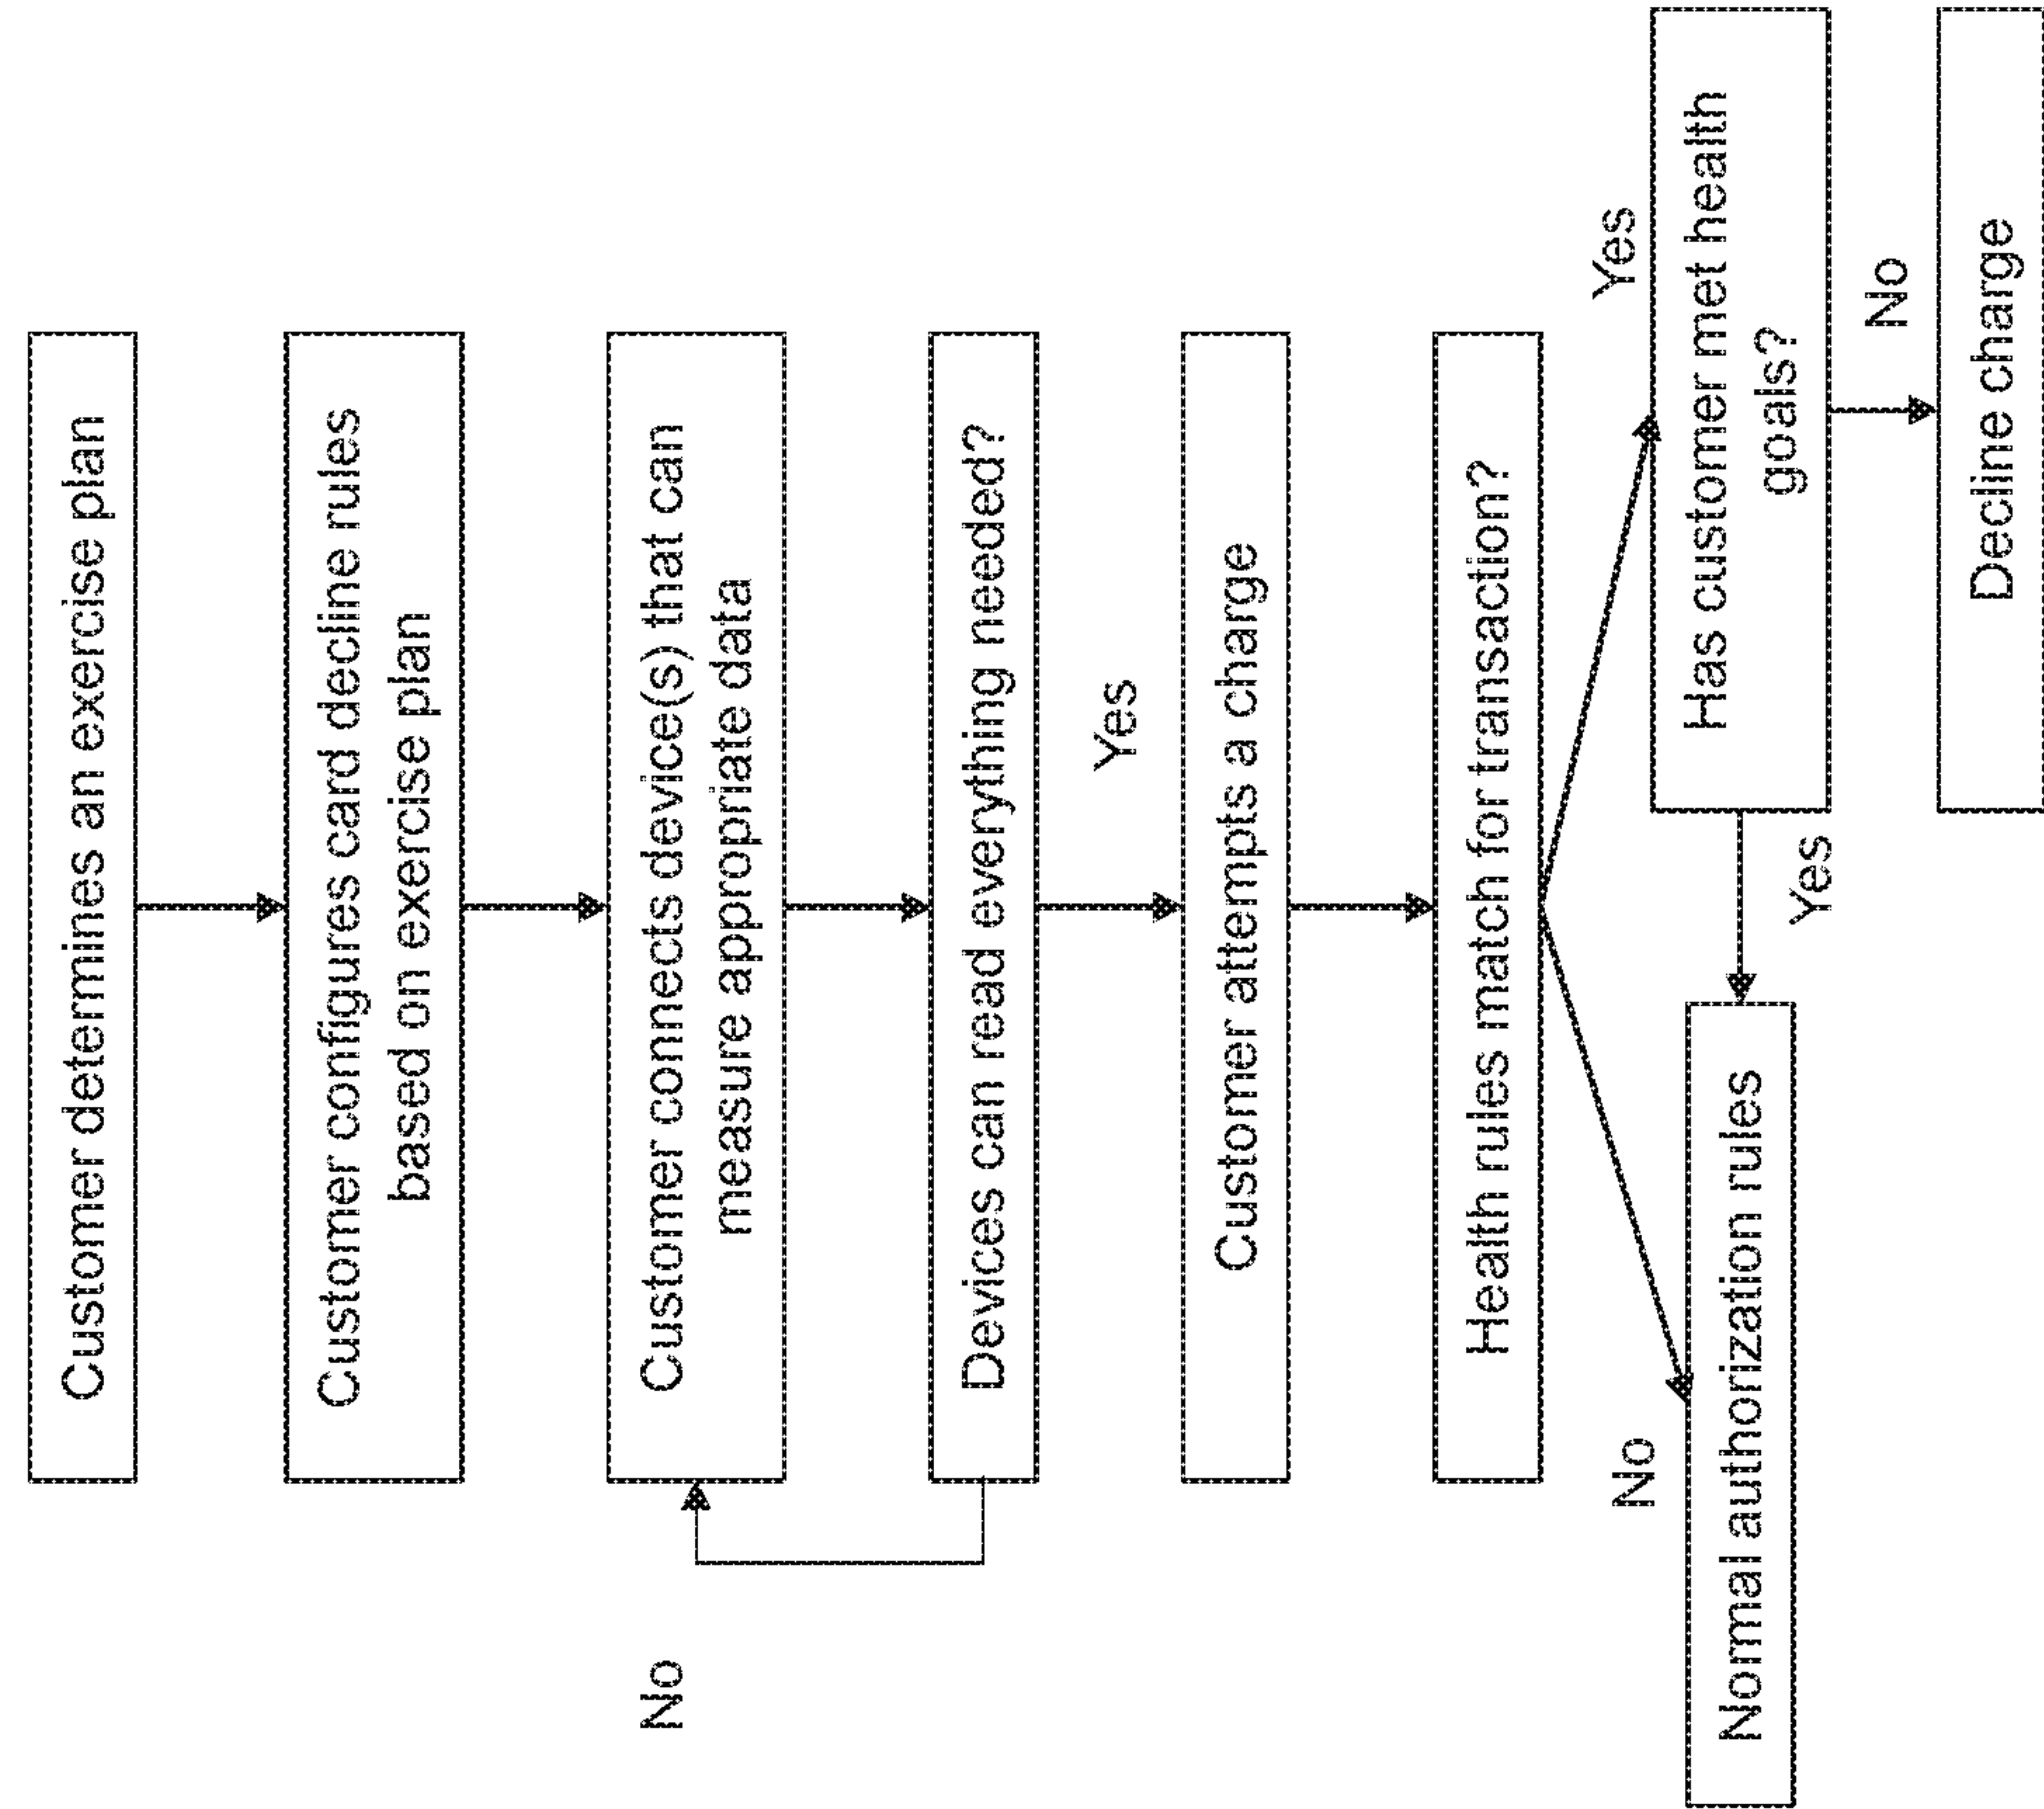 Customer determines an exercise plan
Customer configures card decline rules
based on exercise plan
Customer connects device(s) that can
measure appropriate data
No
Devices can read everything needed?
Yes
Customer attempts a charge
Health rules match for transaction?
No
Yes
Normal authorization rules
Yes
Has customer met health
goals?
No
Decline charge